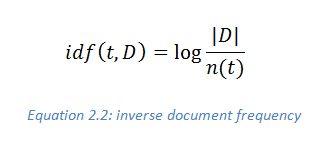 idf(t, D) = log |D| / n(t)
Equation 2.2: inverse document frequency